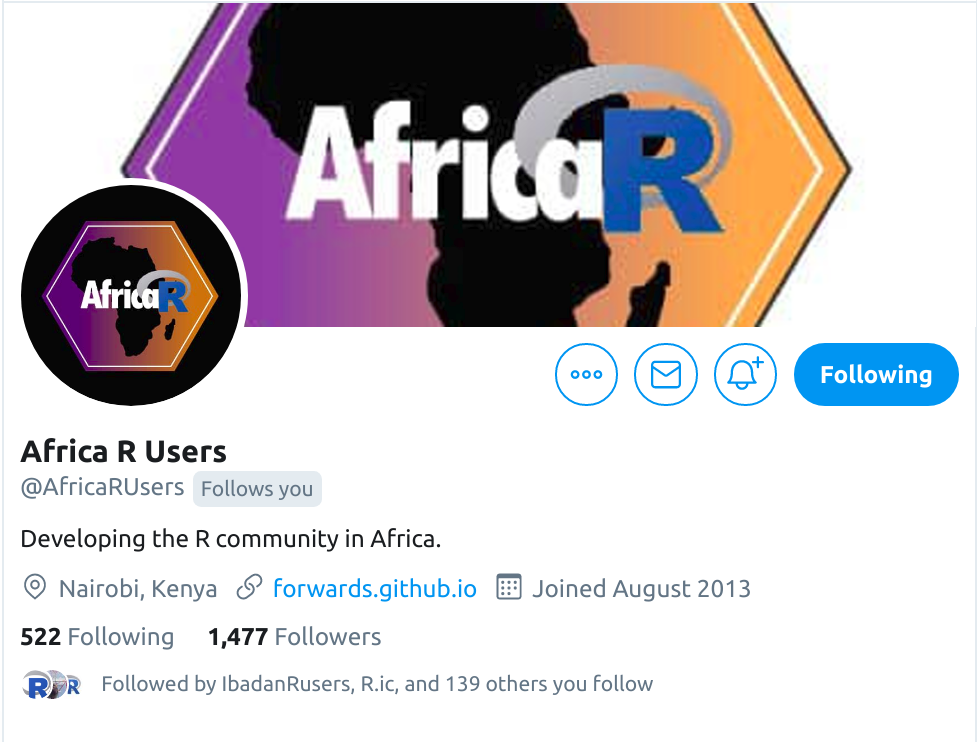 AfricaR
AfricaR
Following
Africa R Users
@AfricaRUsers Follows you
Developing the R community in Africa.
Nairobi, Kenya forwards.github.io Joined August 2013
522 Following 1,477 Followers
R R Followed by IbadanRusers, R.ic, and 139 others you follow